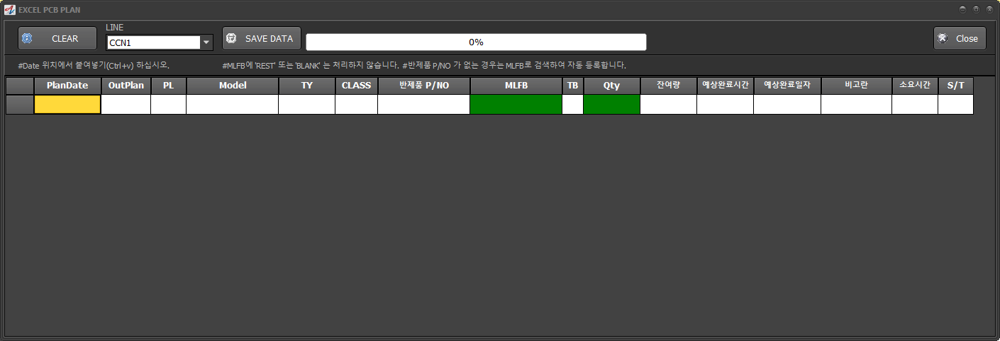 EXCEL PCB PLAN
CLEAR
LINE
CCN1
SAVE DATA
0%
Close
#Date 위치에서 붙여넣기(Ctrl+v) 하십시오.
#MLFB에 'REST' 또는 'BLANK' 는 처리하지 않습니다. #반제품 P/NO 가 없는 경우는 MLFB로 검색하여 자동 등록합니다.
PlanDate OutPlan PL Model TY CLASS 반제품 P/NO MLFB TB Qty 잔여량 예상완료시간 예상완료일자 비고란 소요시간 S/T